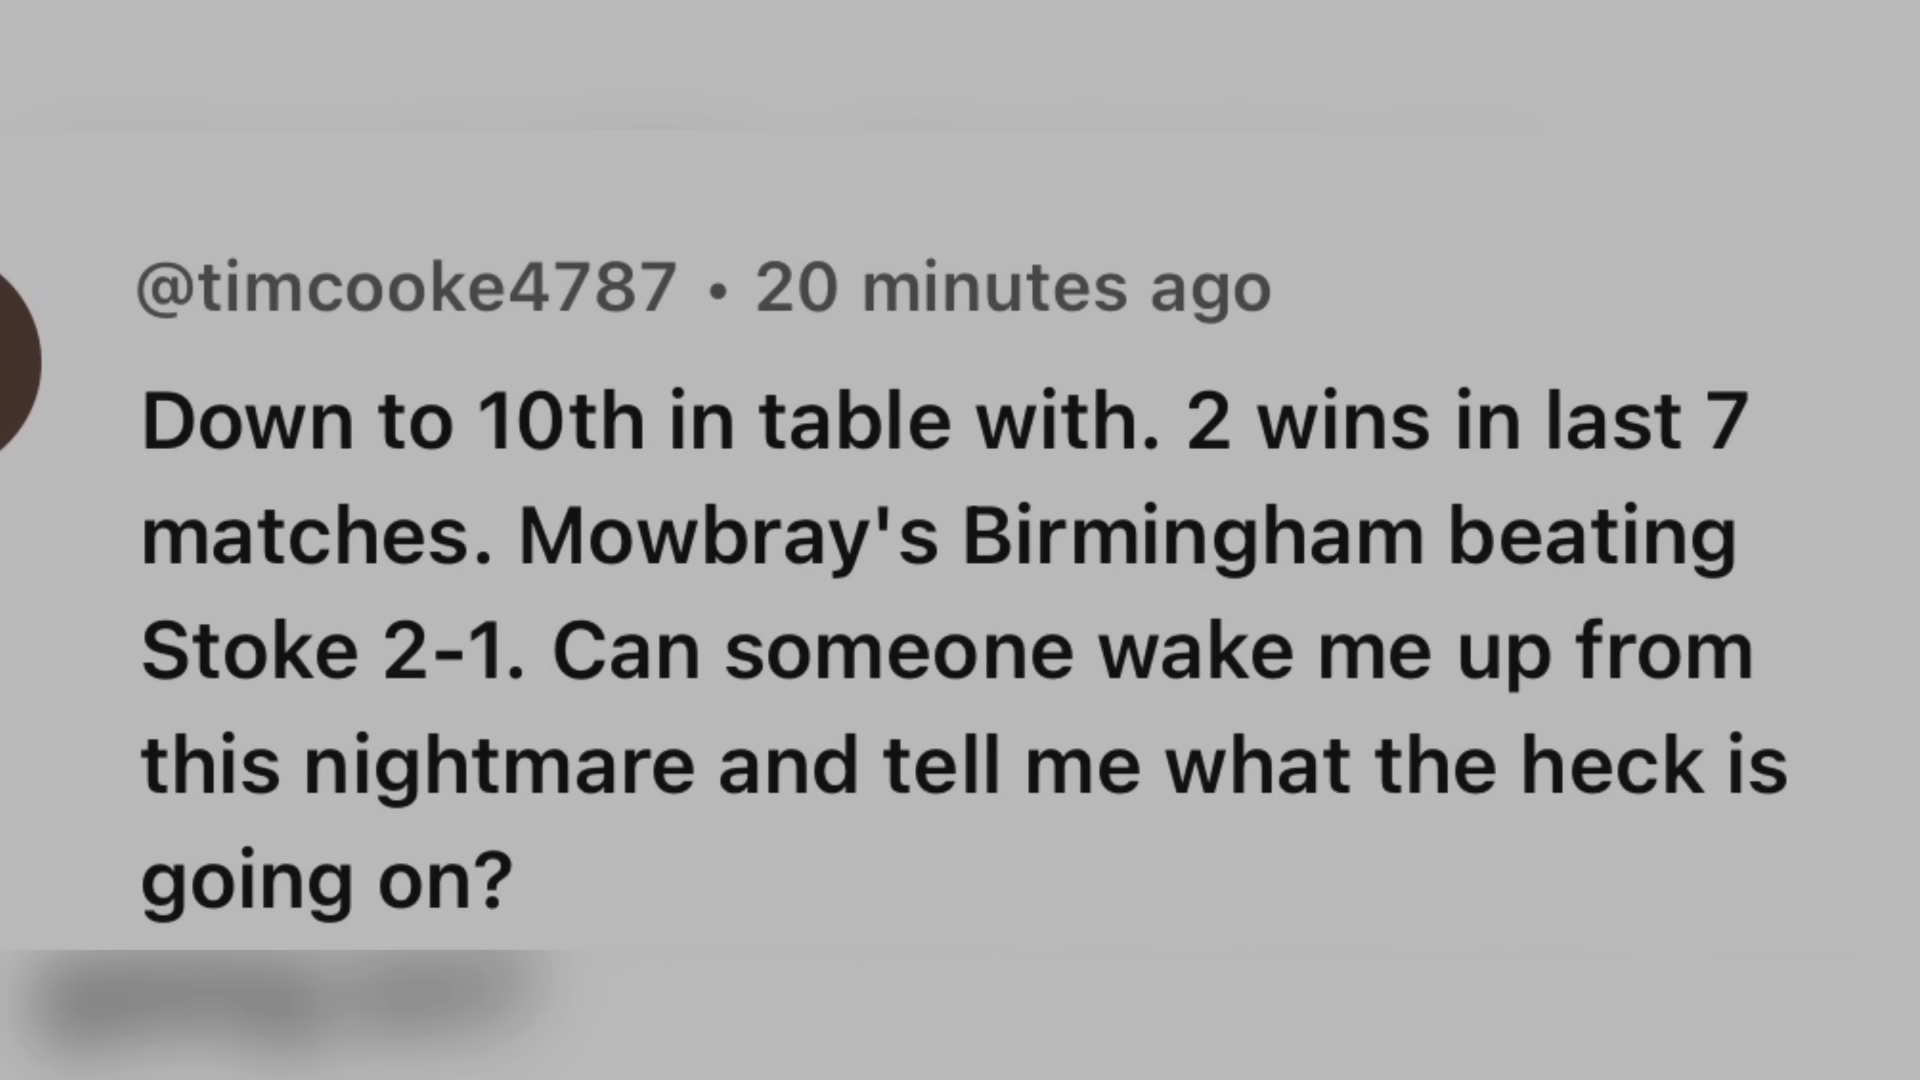 @timcooke4787 • 20 minutes ago
Down to 10th in table with. 2 wins in last 7
matches. Mowbray's Birmingham beating
Stoke 2-1. Can someone wake me up from
this nightmare and tell me what the heck is
going on?